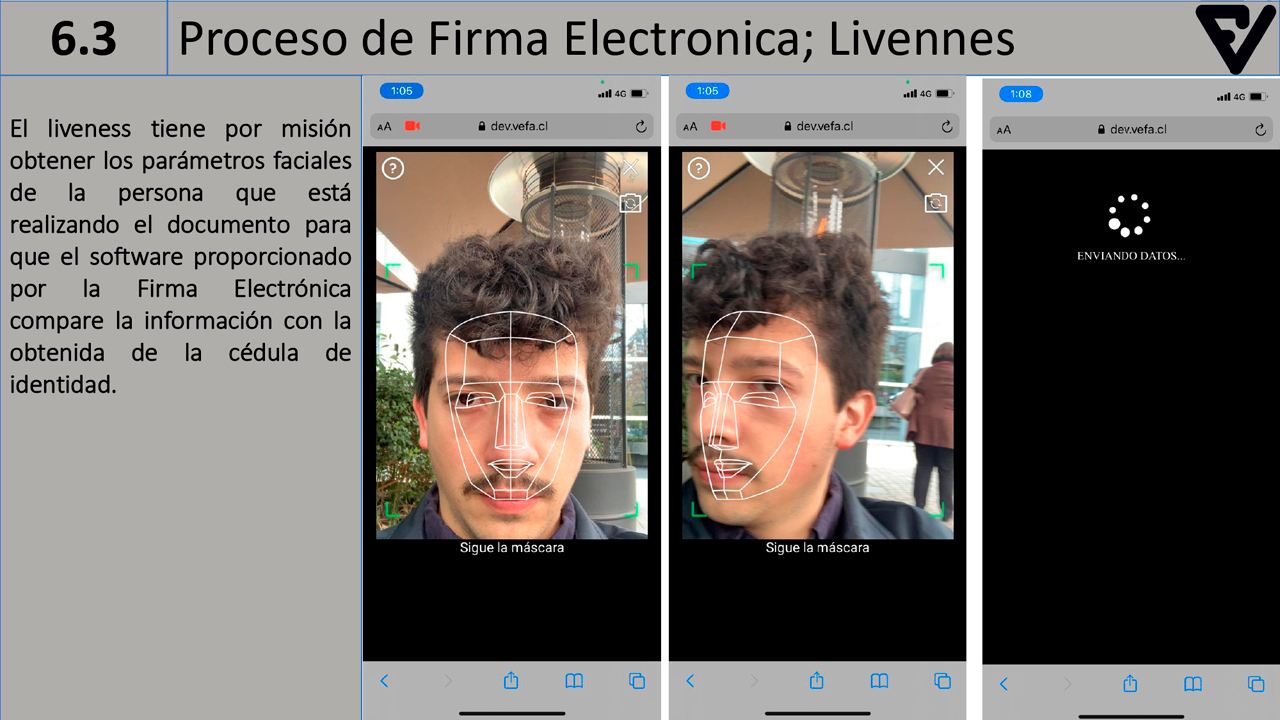 6.3 Proceso de Firma Electronica; Livennes
El liveness tiene por misión
obtener los parámetros faciales
de la persona que está
realizando el documento para
que el software proporcionado
por la Firma Electrónica
compare la información con la
obtenida de la cédula de
identidad.
1:05
4G
AA dev.vefa.cl
?
Sigue la máscara
1:05
4G
AA dev.vefa.cl
?
Sigue la máscara
1:08
4G
AA dev.vefa.cl
ENVIANDO DATOS...